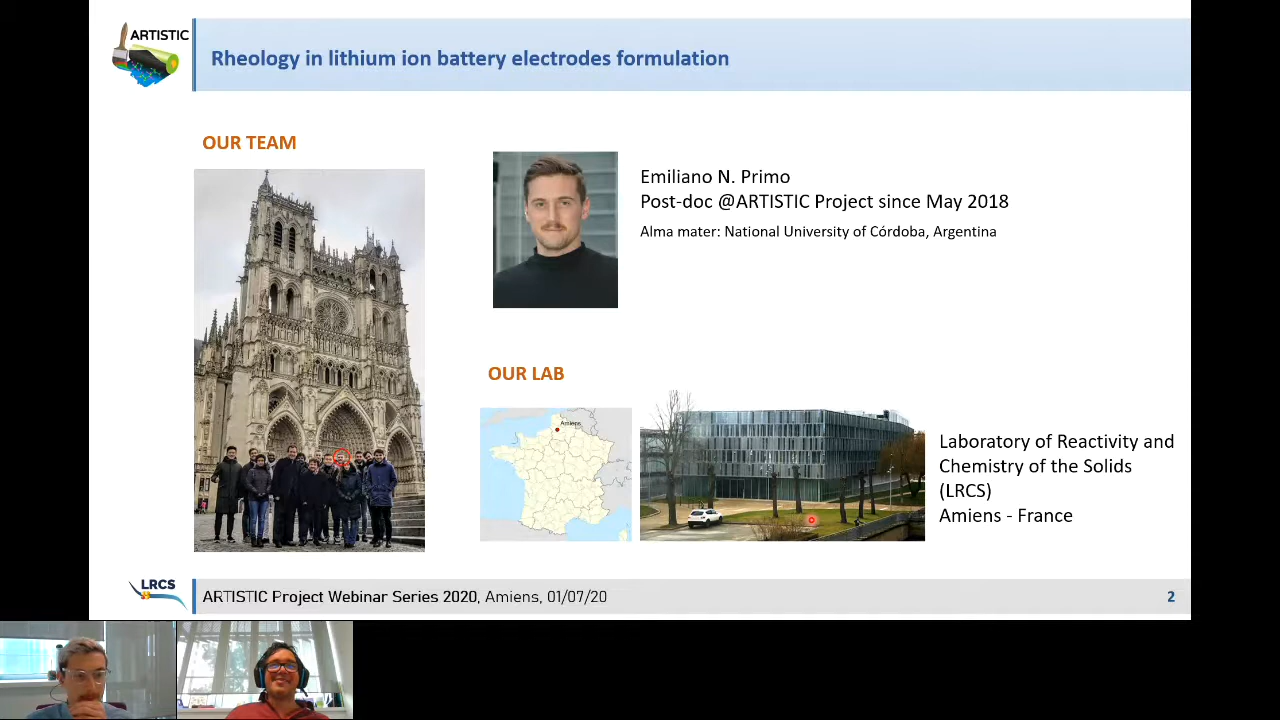 ARTISTIC
Rheology in lithium ion battery electrodes formulation
OUR TEAM
Emiliano N. Primo
Post-doc @ARTISTIC Project since May 2018
Alma mater: National University of Córdoba, Argentina
OUR LAB
Amiens
Laboratory of Reactivity and
Chemistry of the Solids
(LRCS)
Amiens - France
LRCS
ARTISTIC Project Webinar Series 2020, Amiens, 01/07/20
2